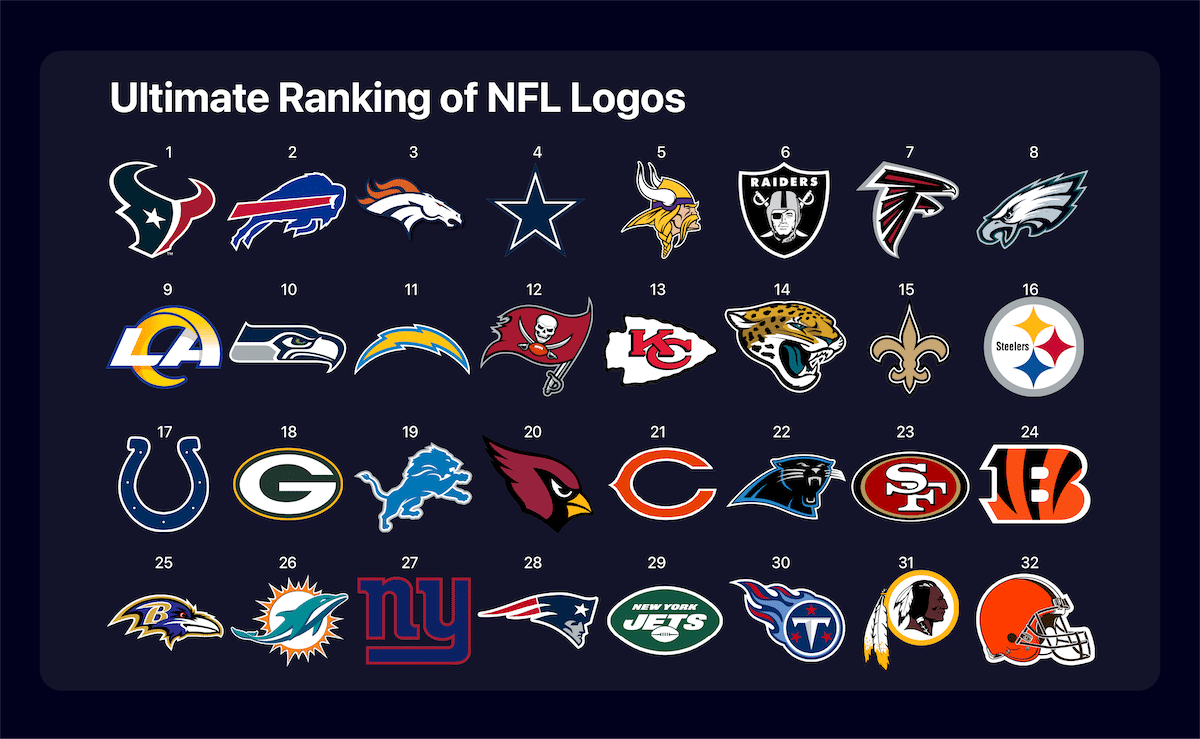 Ultimate Ranking of NFL Logos
1 2 3 4 5 6 7 8
RAIDERS
TM
9 10 11 12 13 14 15 16
LA
KC
Steelers
17 18 19 20 21 22 23 24
G
C
SF
B
25 26 27 28 29 30 31 32
B
ny
NEW YORK
JETS
T